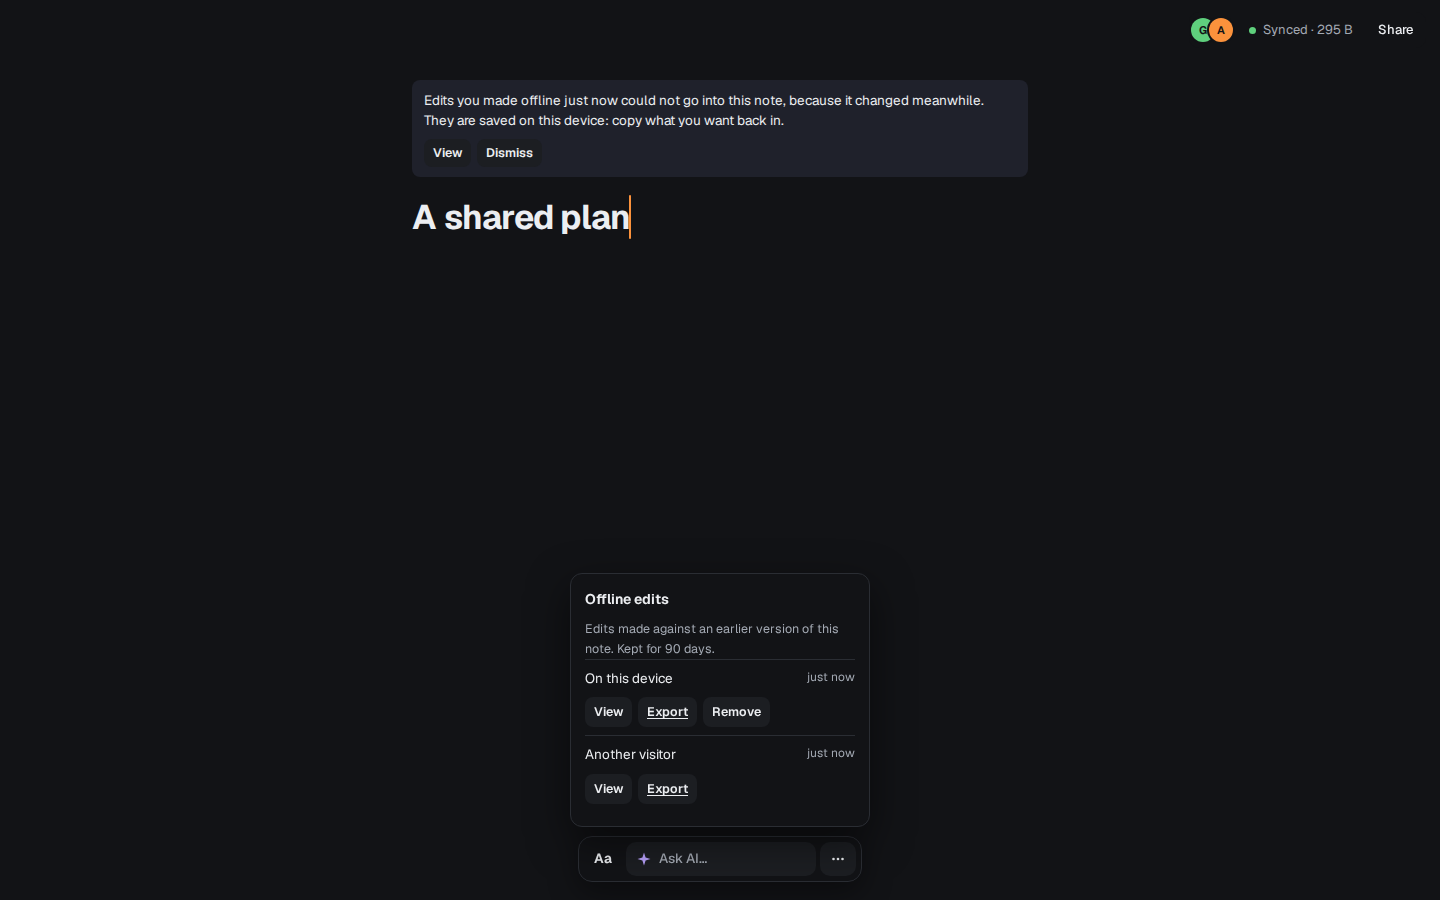 G A Synced · 295 B Share
Edits you made offline just now could not go into this note, because it changed meanwhile.
They are saved on this device: copy what you want back in.
View Dismiss
A shared plan
Offline edits
Edits made against an earlier version of this
note. Kept for 90 days.
On this device just now
View Export Remove
Another visitor just now
View Export
Aa Ask AI...